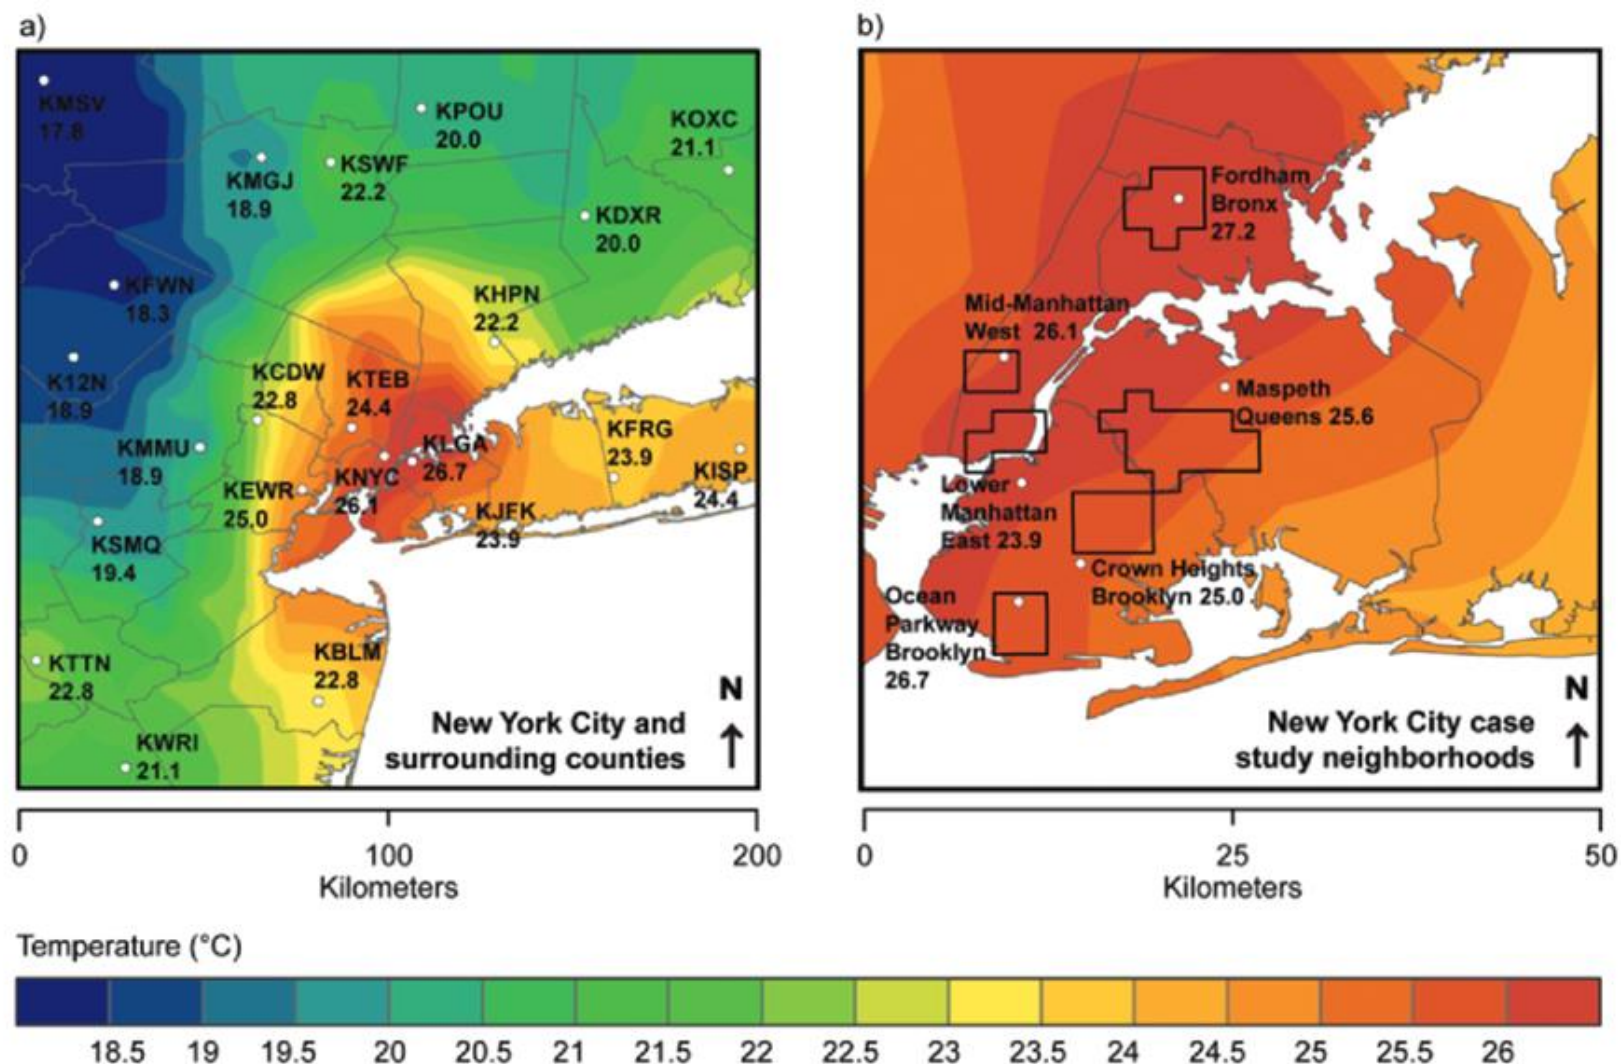 a)
KMSV
17.8
KPOU
20.0
KOXC
21.1
KMGJ
18.9
KSWF
22.2
KDXR
20.0
KFWN
18.3
KHPN
22.2
K12N
18.9
KCDW
22.8
KTEB
24.4
KMMU
18.9
KLGA
26.7
KFRG
23.9
KISP
24.4
KEWR
25.0
KNYC
26.1
KJFK
23.9
KSMQ
19.4
KTTN
22.8
KBLM
22.8
KWRI
21.1
New York City and
surrounding counties
N
0 100 200
Kilometers
b)
Fordham
Bronx
27.2
Mid-Manhattan
West 26.1
Maspeth
Queens 25.6
Lower
Manhattan
East 23.9
Crown Heights
Brooklyn 25.0
Ocean
Parkway
Brooklyn
26.7
New York City case
study neighborhoods
N
0 25 50
Kilometers
Temperature (°C)
18.5 19 19.5 20 20.5 21 21.5 22 22.5 23 23.5 24 24.5 25 25.5 26